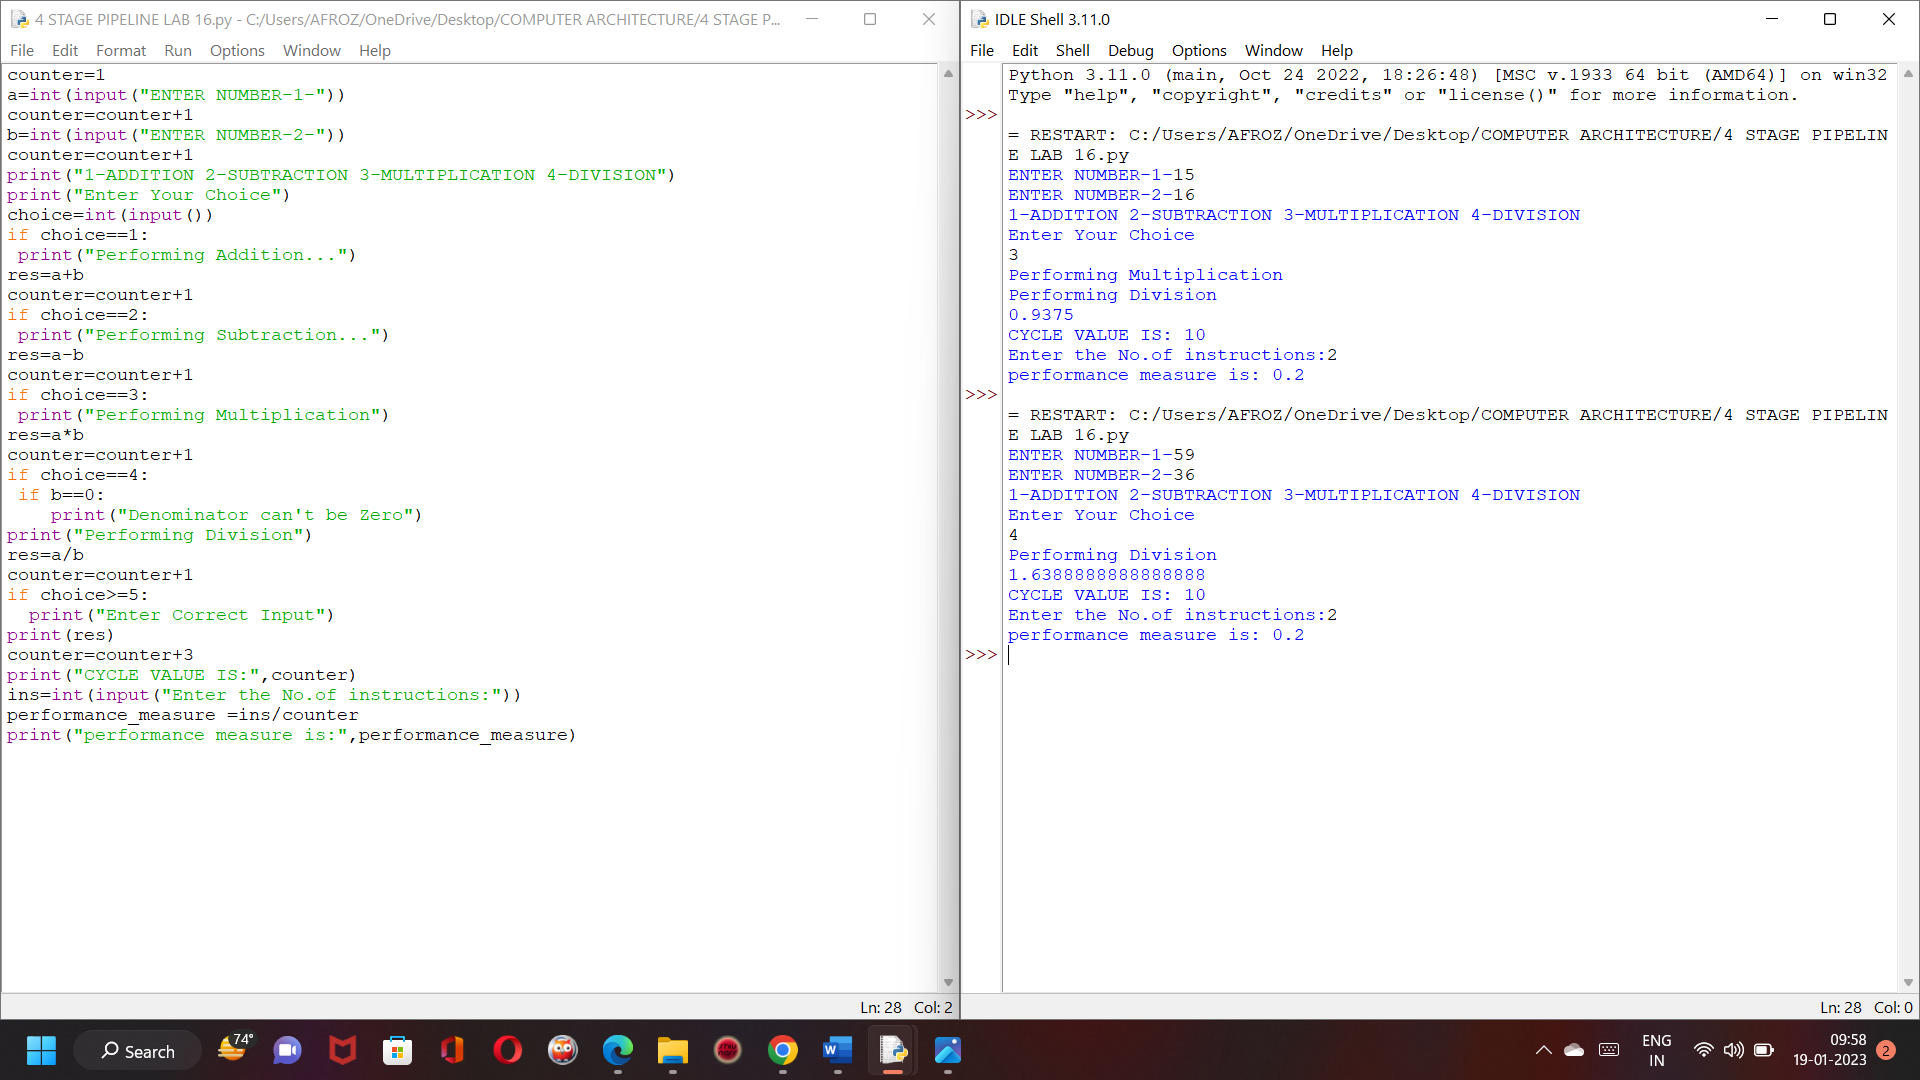 4 STAGE PIPELINE LAB 16.py - C:/Users/AFROZ/OneDrive/Desktop/COMPUTER ARCHITECTURE/4 STAGE P...
File Edit Format Run Options Window Help
counter=1
a=int(input("ENTER NUMBER-1-"))
counter=counter+1
b=int(input("ENTER NUMBER-2-"))
counter=counter+1
print("1-ADDITION 2-SUBTRACTION 3-MULTIPLICATION 4-DIVISION")
print("Enter Your Choice")
choice=int(input())
if choice==1:
 print("Performing Addition...")
res=a+b
counter=counter+1
if choice==2:
 print("Performing Subtraction...")
res=a-b
counter=counter+1
if choice==3:
 print("Performing Multiplication")
res=a*b
counter=counter+1
if choice==4:
 if b==0:
    print("Denominator can't be Zero")
print("Performing Division")
res=a/b
counter=counter+1
if choice>=5:
  print("Enter Correct Input")
print(res)
counter=counter+3
print("CYCLE VALUE IS:",counter)
ins=int(input("Enter the No.of instructions:"))
performance_measure =ins/counter
print("performance measure is:",performance_measure)
Ln: 28 Col: 2
IDLE Shell 3.11.0
File Edit Shell Debug Options Window Help
Python 3.11.0 (main, Oct 24 2022, 18:26:48) [MSC v.1933 64 bit (AMD64)] on win32
Type "help", "copyright", "credits" or "license()" for more information.
>>>
= RESTART: C:/Users/AFROZ/OneDrive/Desktop/COMPUTER ARCHITECTURE/4 STAGE PIPELIN
E LAB 16.py
ENTER NUMBER-1-15
ENTER NUMBER-2-16
1-ADDITION 2-SUBTRACTION 3-MULTIPLICATION 4-DIVISION
Enter Your Choice
3
Performing Multiplication
Performing Division
0.9375
CYCLE VALUE IS: 10
Enter the No.of instructions:2
performance measure is: 0.2
>>>
= RESTART: C:/Users/AFROZ/OneDrive/Desktop/COMPUTER ARCHITECTURE/4 STAGE PIPELIN
E LAB 16.py
ENTER NUMBER-1-59
ENTER NUMBER-2-36
1-ADDITION 2-SUBTRACTION 3-MULTIPLICATION 4-DIVISION
Enter Your Choice
4
Performing Division
1.6388888888888888
CYCLE VALUE IS: 10
Enter the No.of instructions:2
performance measure is: 0.2
>>>
Ln: 28 Col: 0
Search
74°
ENG
IN
09:58
19-01-2023
2